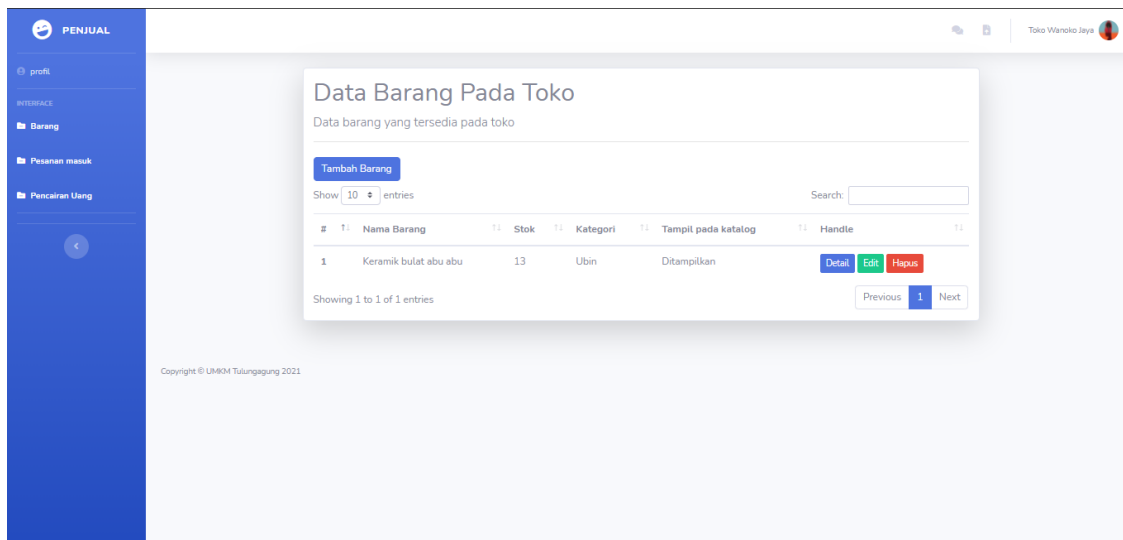 PENJUAL
Toko Wanoko Jaya
profil
INTERFACE
Barang
Pesanan masuk
Pencairan Uang
Data Barang Pada Toko
Data barang yang tersedia pada toko
Tambah Barang
Show 10 entries
Search:
# Nama Barang Stok Kategori Tampil pada katalog Handle
1 Keramik bulat abu abu 13 Ubin Ditampilkan Detail Edit Hapus
Showing 1 to 1 of 1 entries
Previous 1 Next
Copyright © UMKM Tulungagung 2021